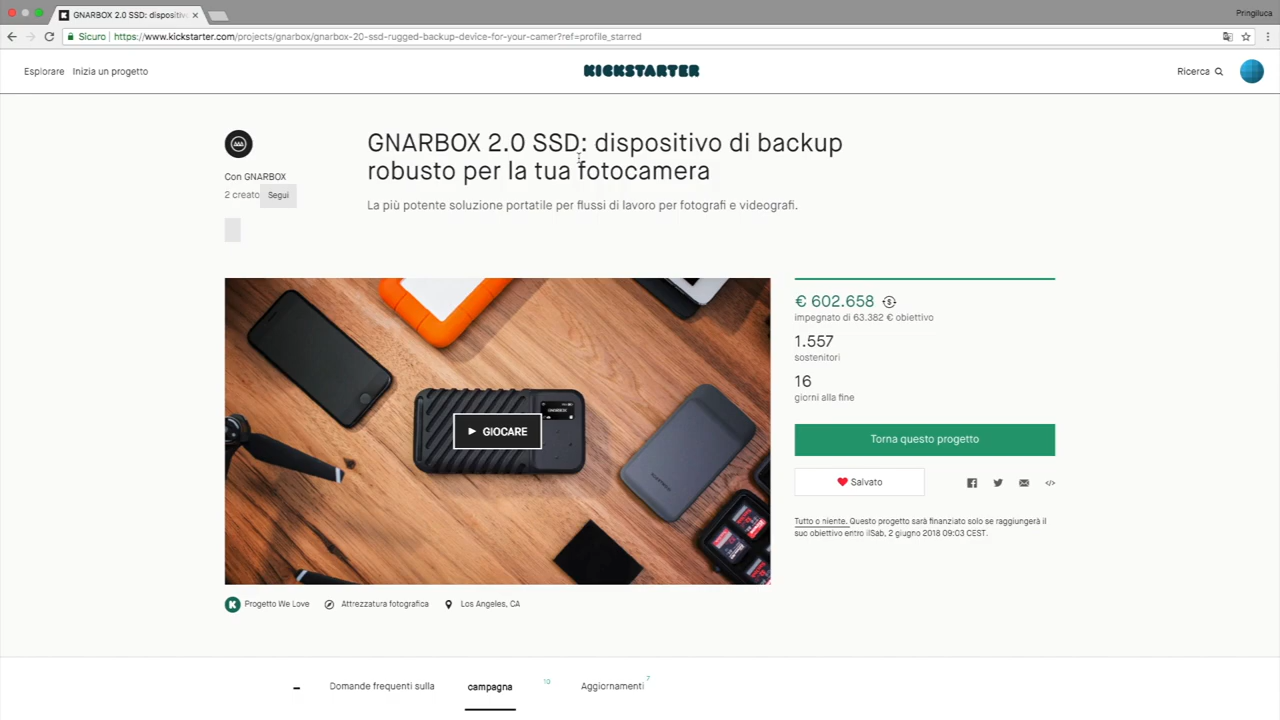 GNARBOX 2.0 SSD: dispositiv
Pringiluca
Sicuro
https://www.kickstarter.com/projects/gnarbox/gnarbox-20-ssd-rugged-backup-device-for-your-camer?ref=profile_starred
Esplorare
Inizia un progetto
KICKSTARTER
Ricerca
GNARBOX 2.0 SSD: dispositivo di backup
robusto per la tua fotocamera
Con GNARBOX
2 creato
Segui
La più potente soluzione portatile per flussi di lavoro per fotografi e videografi.
GIOCARE
€ 602.658
impegnato di 63.382 € obiettivo
1.557
sostenitori
16
giorni alla fine
Torna questo progetto
Salvato
Tutto o niente. Questo progetto sarà finanziato solo se raggiungerà il
suo obiettivo entro ilSab, 2 giugno 2018 09:03 CEST.
Progetto We Love
Attrezzatura fotografica
Los Angeles, CA
Domande frequenti sulla
campagna
10
Aggiornamenti
7